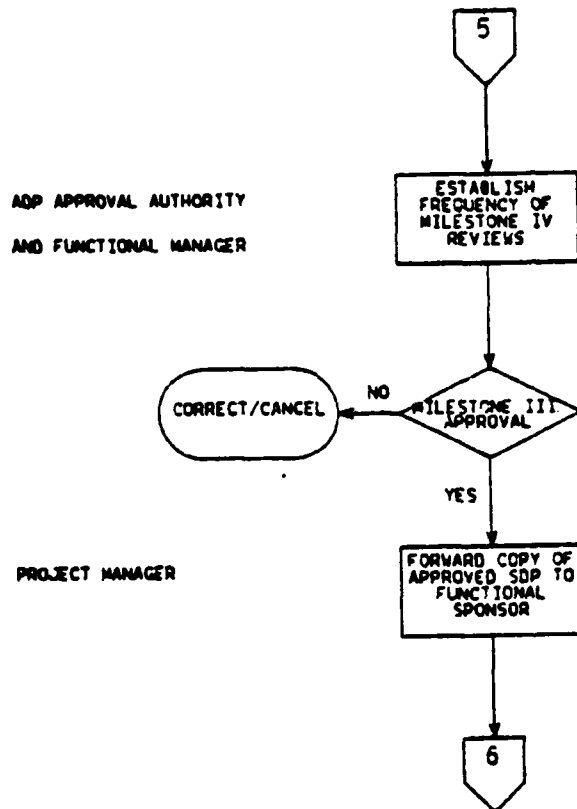 5
ADP APPROVAL AUTHORITY
AND FUNCTIONAL MANAGER
ESTABLISH
FREQUENCY OF
MILESTONE IV
REVIEWS
CORRECT/CANCEL
NO
MILESTONE III
APPROVAL
YES
PROJECT MANAGER
FORWARD COPY OF
APPROVED SDP TO
FUNCTIONAL
SPONSOR
6